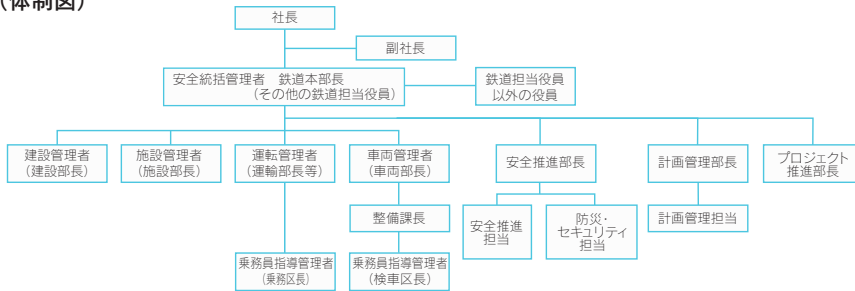 （体制図）
社長
副社長
安全統括管理者　鉄道本部長
（その他の鉄道担当役員）
鉄道担当役員
以外の役員
建設管理者
（建設部長）
施設管理者
（施設部長）
運転管理者
（運輸部長等）
車両管理者
（車両部長）
安全推進部長
計画管理部長
プロジェクト
推進部長
整備課長
安全推進
担当
防災・
セキュリティ
担当
計画管理担当
乗務員指導管理者
（乗務区長）
乗務員指導管理者
（検車区長）